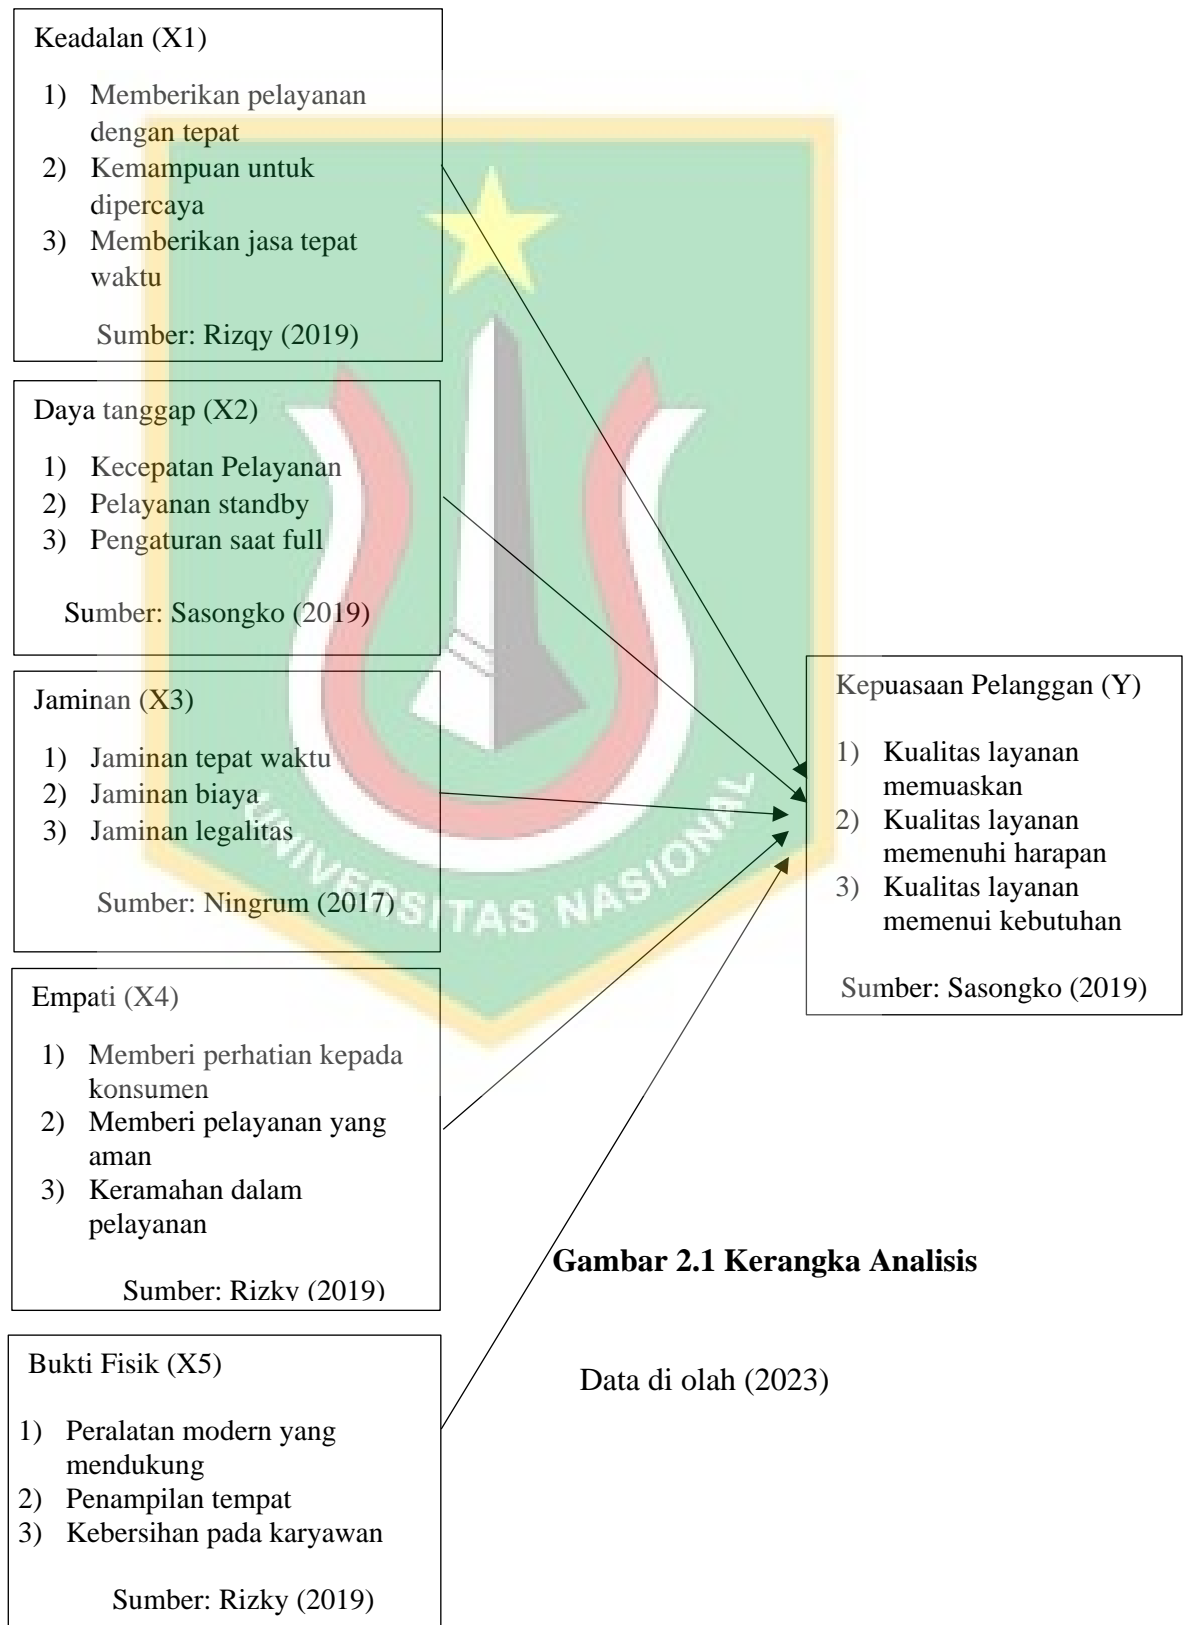 Keadalan (X1)
1) Memberikan pelayanan
dengan tepat
2) Kemampuan untuk
dipercaya
3) Memberikan jasa tepat
waktu
Sumber: Rizqy (2019)
Daya tanggap (X2)
1) Kecepatan Pelayanan
2) Pelayanan standby
3) Pengaturan saat full
Sumber: Sasongko (2019)
Jaminan (X3)
1) Jaminan tepat waktu
2) Jaminan biaya
3) Jaminan legalitas
Sumber: Ningrum (2017)
Empati (X4)
1) Memberi perhatian kepada
konsumen
2) Memberi pelayanan yang
aman
3) Keramahan dalam
pelayanan
Sumber: Rizky (2019)
Bukti Fisik (X5)
1) Peralatan modern yang
mendukung
2) Penampilan tempat
3) Kebersihan pada karyawan
Sumber: Rizky (2019)
Kepuasaan Pelanggan (Y)
1) Kualitas layanan
memuaskan
2) Kualitas layanan
memenuhi harapan
3) Kualitas layanan
memenui kebutuhan
Sumber: Sasongko (2019)
UNIVERSITAS NASIONAL
Gambar 2.1 Kerangka Analisis
Data di olah (2023)